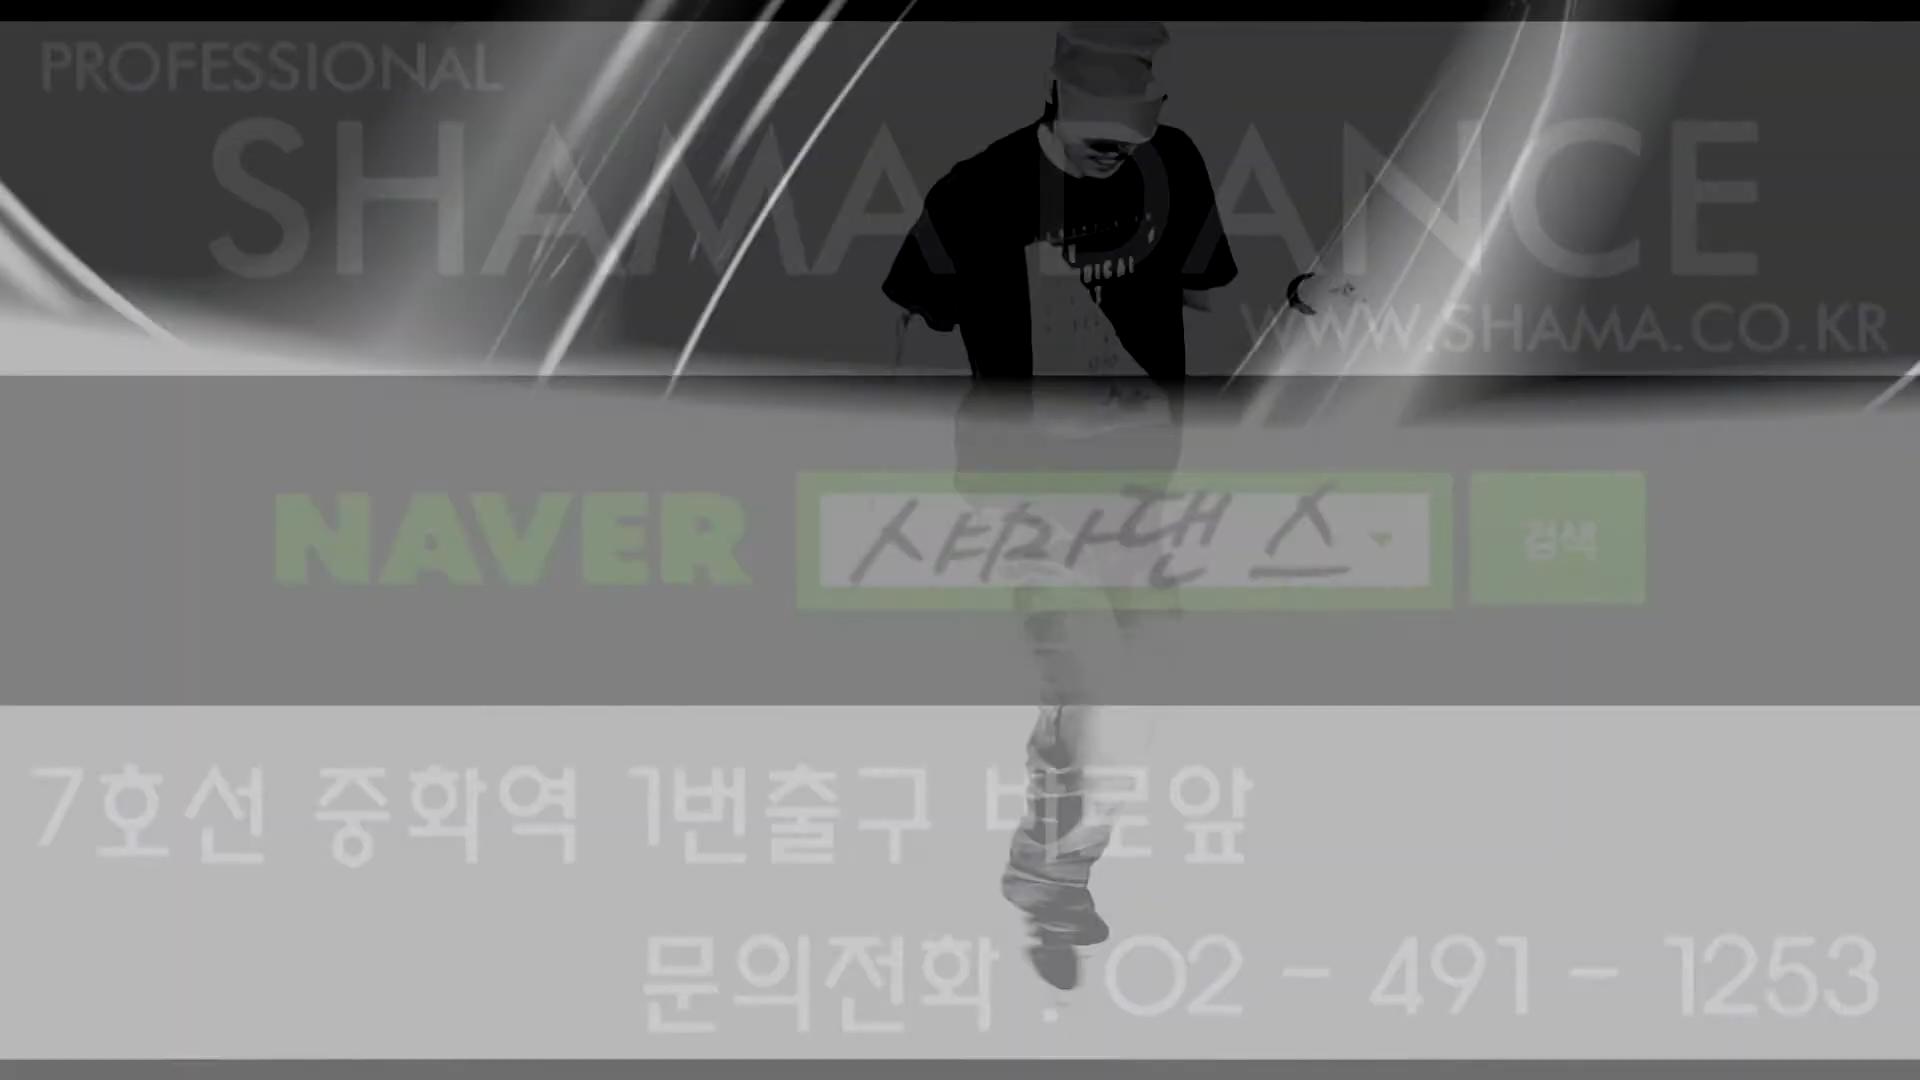 PROFESSIONAL
SHAMA DANCE
WWW.SHAMA.CO.KR
NAVER 샤마댄스 검색
7호선 중화역 1번출구 바로앞
문의전화 : 02 - 491 - 1253